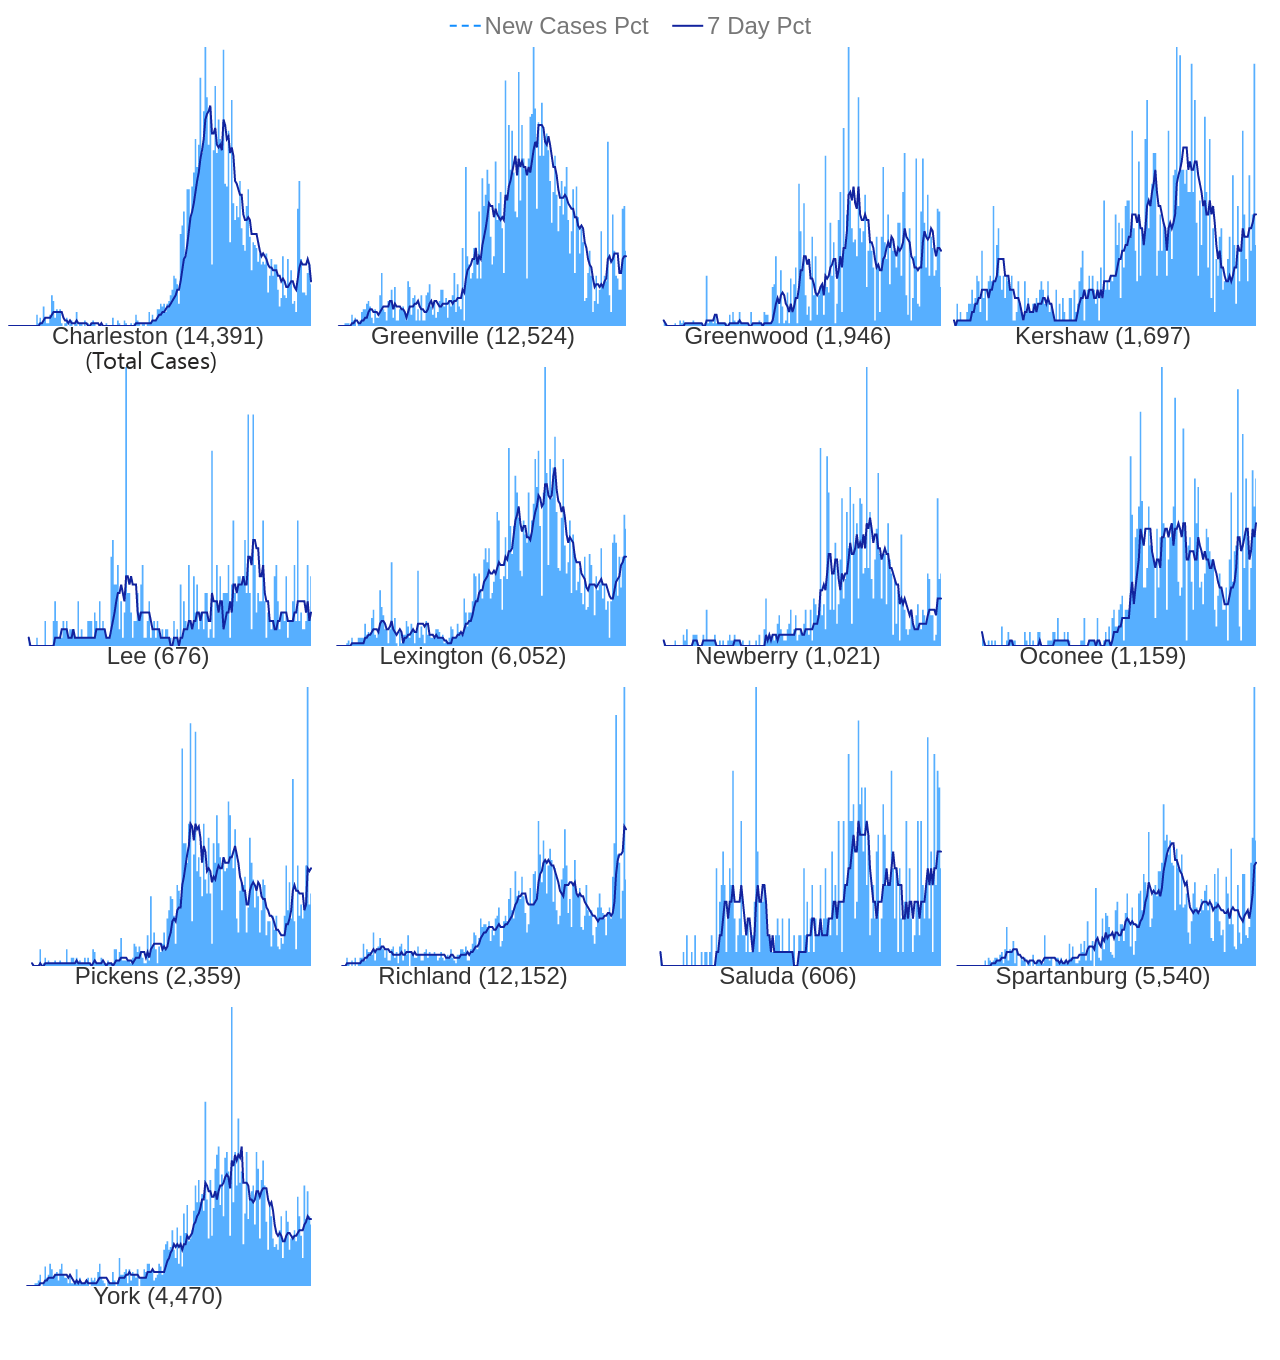 New Cases Pct 7 Day Pct
Charleston (14,391) Greenville (12,524) Greenwood (1,946) Kershaw (1,697)
(Total Cases)
Lee (676) Lexington (6,052) Newberry (1,021) Oconee (1,159)
Pickens (2,359) Richland (12,152) Saluda (606) Spartanburg (5,540)
York (4,470)